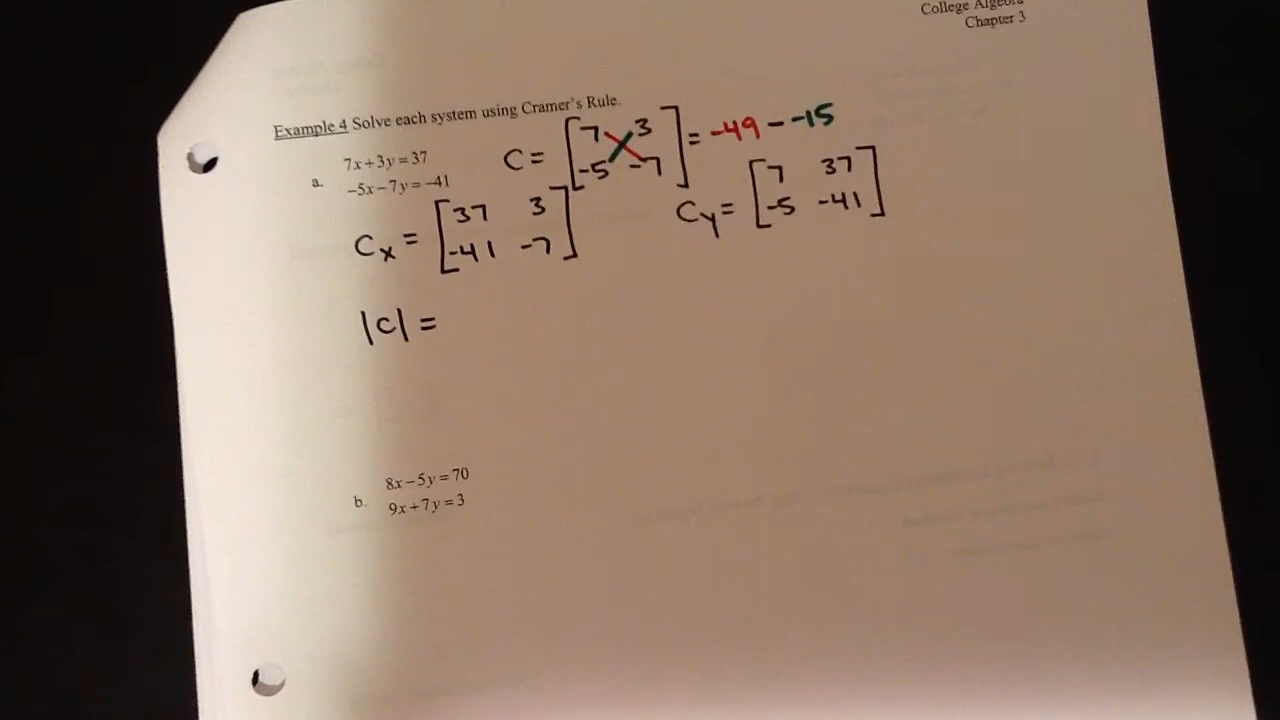 College Algebra
Chapter 3
Example 4 Solve each system using Cramer's Rule.
a.
7x+3y=37
-5x-7y=-41
C= [7 3
-5 -7] = -49 - -15
Cx = [37 3
-41 -7]
Cy= [7 37
-5 -41]
|C| =
b.
8x-5y=70
9x+7y=3